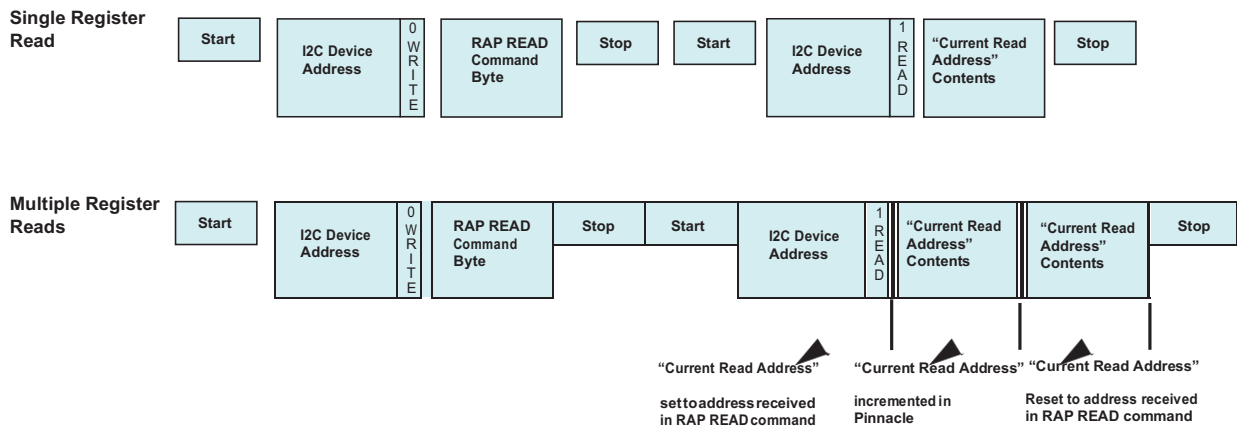 Single Register
Read
Start
I2C Device
Address
0
WRITE
RAP READ
Command
Byte
Stop
Start
I2C Device
Address
1
READ
“Current Read
Address”
Contents
Stop
Multiple Register
Reads
Start
I2C Device
Address
0
WRITE
RAP READ
Command
Byte
Stop
Start
I2C Device
Address
1
READ
“Current Read
Address”
Contents
“Current Read
Address”
Contents
Stop
“Current Read Address”
set to address received
in RAP READ command
“Current Read Address”
incremented in
Pinnacle
“Current Read Address”
Reset to address received
in RAP READ command